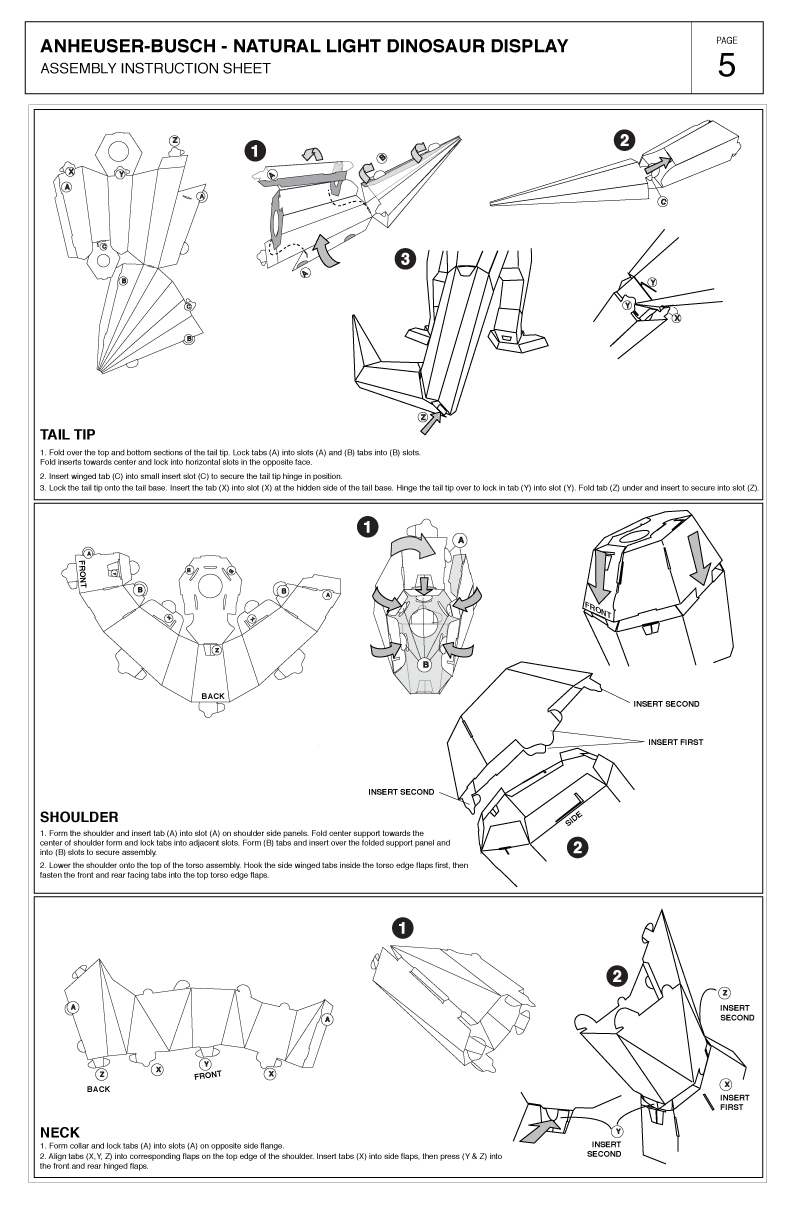 ANHEUSER-BUSCH - NATURAL LIGHT DINOSAUR DISPLAY
ASSEMBLY INSTRUCTION SHEET
PAGE
5
1
2
3
X
Y
Z
A
A
C
B
C
B
A
B
A
C
Y
Y
X
Z
TAIL TIP
1. Fold over the top and bottom sections of the tail tip. Lock tabs (A) into slots (A) and (B) tabs into (B) slots.
Fold inserts towards center and lock into horizontal slots in the opposite face.
2. Insert winged tab (C) into small insert slot (C) to secure the tail tip hinge in position.
3. Lock the tail tip onto the tail base. Insert the tab (X) into slot (X) at the hidden side of the tail base. Hinge the tail tip over to lock in tab (Y) into slot (Y). Fold tab (Z) under and insert to secure into slot (Z).
1
A
FRONT
B
B
B
B
A
Z
BACK
A
B
FRONT
INSERT SECOND
INSERT FIRST
INSERT SECOND
SIDE
2
SHOULDER
1. Form the shoulder and insert tab (A) into slot (A) on shoulder side panels. Fold center support towards the
center of shoulder form and lock tabs into adjacent slots. Form (B) tabs and insert over the folded support panel and
into (B) slots to secure assembly.
2. Lower the shoulder onto the top of the torso assembly. Hook the side winged tabs inside the torso edge flaps first, then
fasten the front and rear facing tabs into the top torso edge flaps.
1
2
A
A
Z
BACK
X
Y
FRONT
X
Z
INSERT
SECOND
X
INSERT
FIRST
Y
INSERT
SECOND
NECK
1. Form collar and lock tabs (A) into slots (A) on opposite side flange.
2. Align tabs (X,Y, Z) into corresponding flaps on the top edge of the shoulder. Insert tabs (X) into side flaps, then press (Y & Z) into
the front and rear hinged flaps.